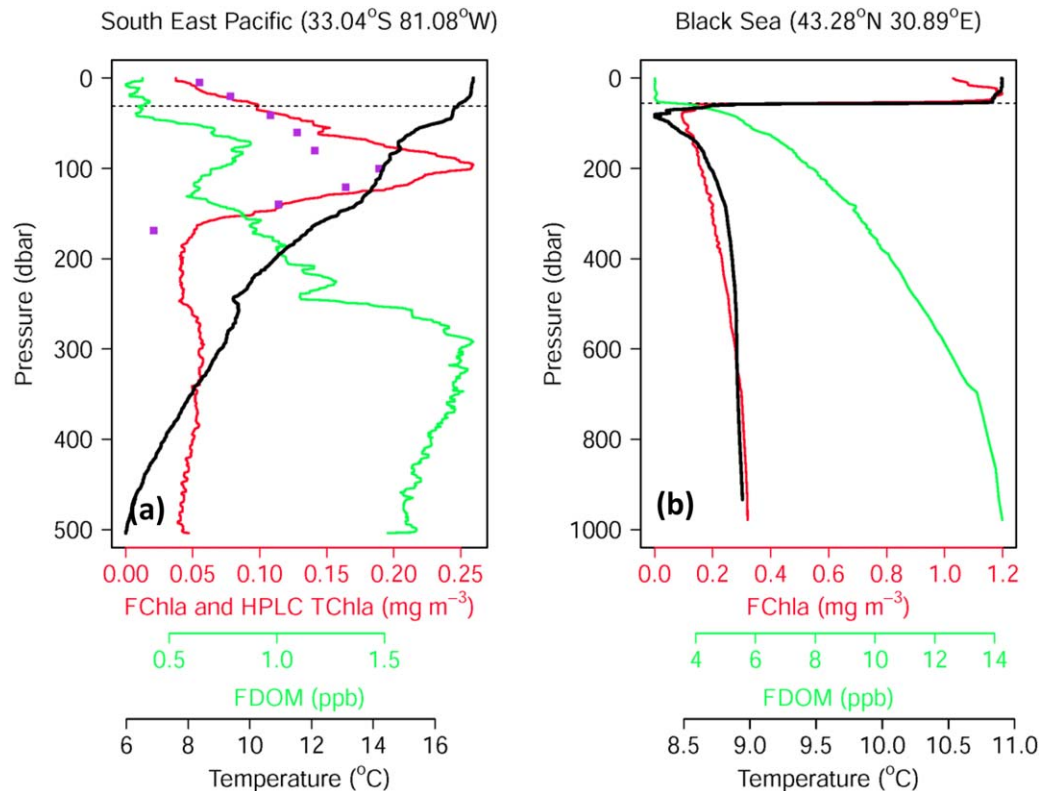 South East Pacific (33.04°S 81.08°W)
Pressure (dbar)
0
100
200
300
400
500
(a)
0.00 0.05 0.10 0.15 0.20 0.25
FChla and HPLC TChla (mg m⁻³)
0.5 1.0 1.5
FDOM (ppb)
6 8 10 12 14 16
Temperature (°C)
Black Sea (43.28°N 30.89°E)
Pressure (dbar)
0
200
400
600
800
1000
(b)
0.0 0.2 0.4 0.6 0.8 1.0 1.2
FChla (mg m⁻³)
4 6 8 10 12 14
FDOM (ppb)
8.5 9.0 9.5 10.0 10.5 11.0
Temperature (°C)